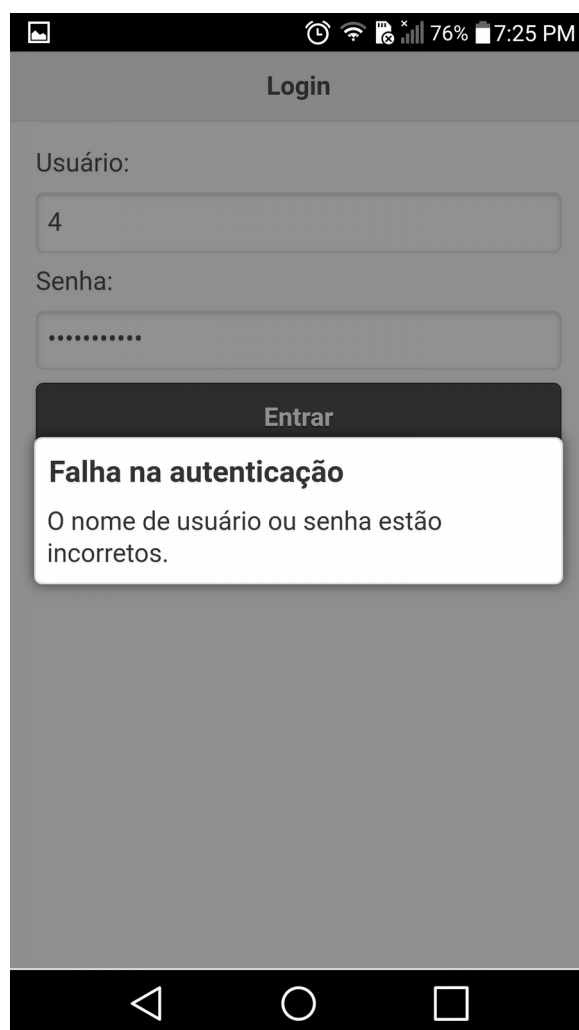 76% 7:25 PM
Login
Usuário:
4
Senha:
•••••••••••
Entrar
Falha na autenticação
O nome de usuário ou senha estão
incorretos.